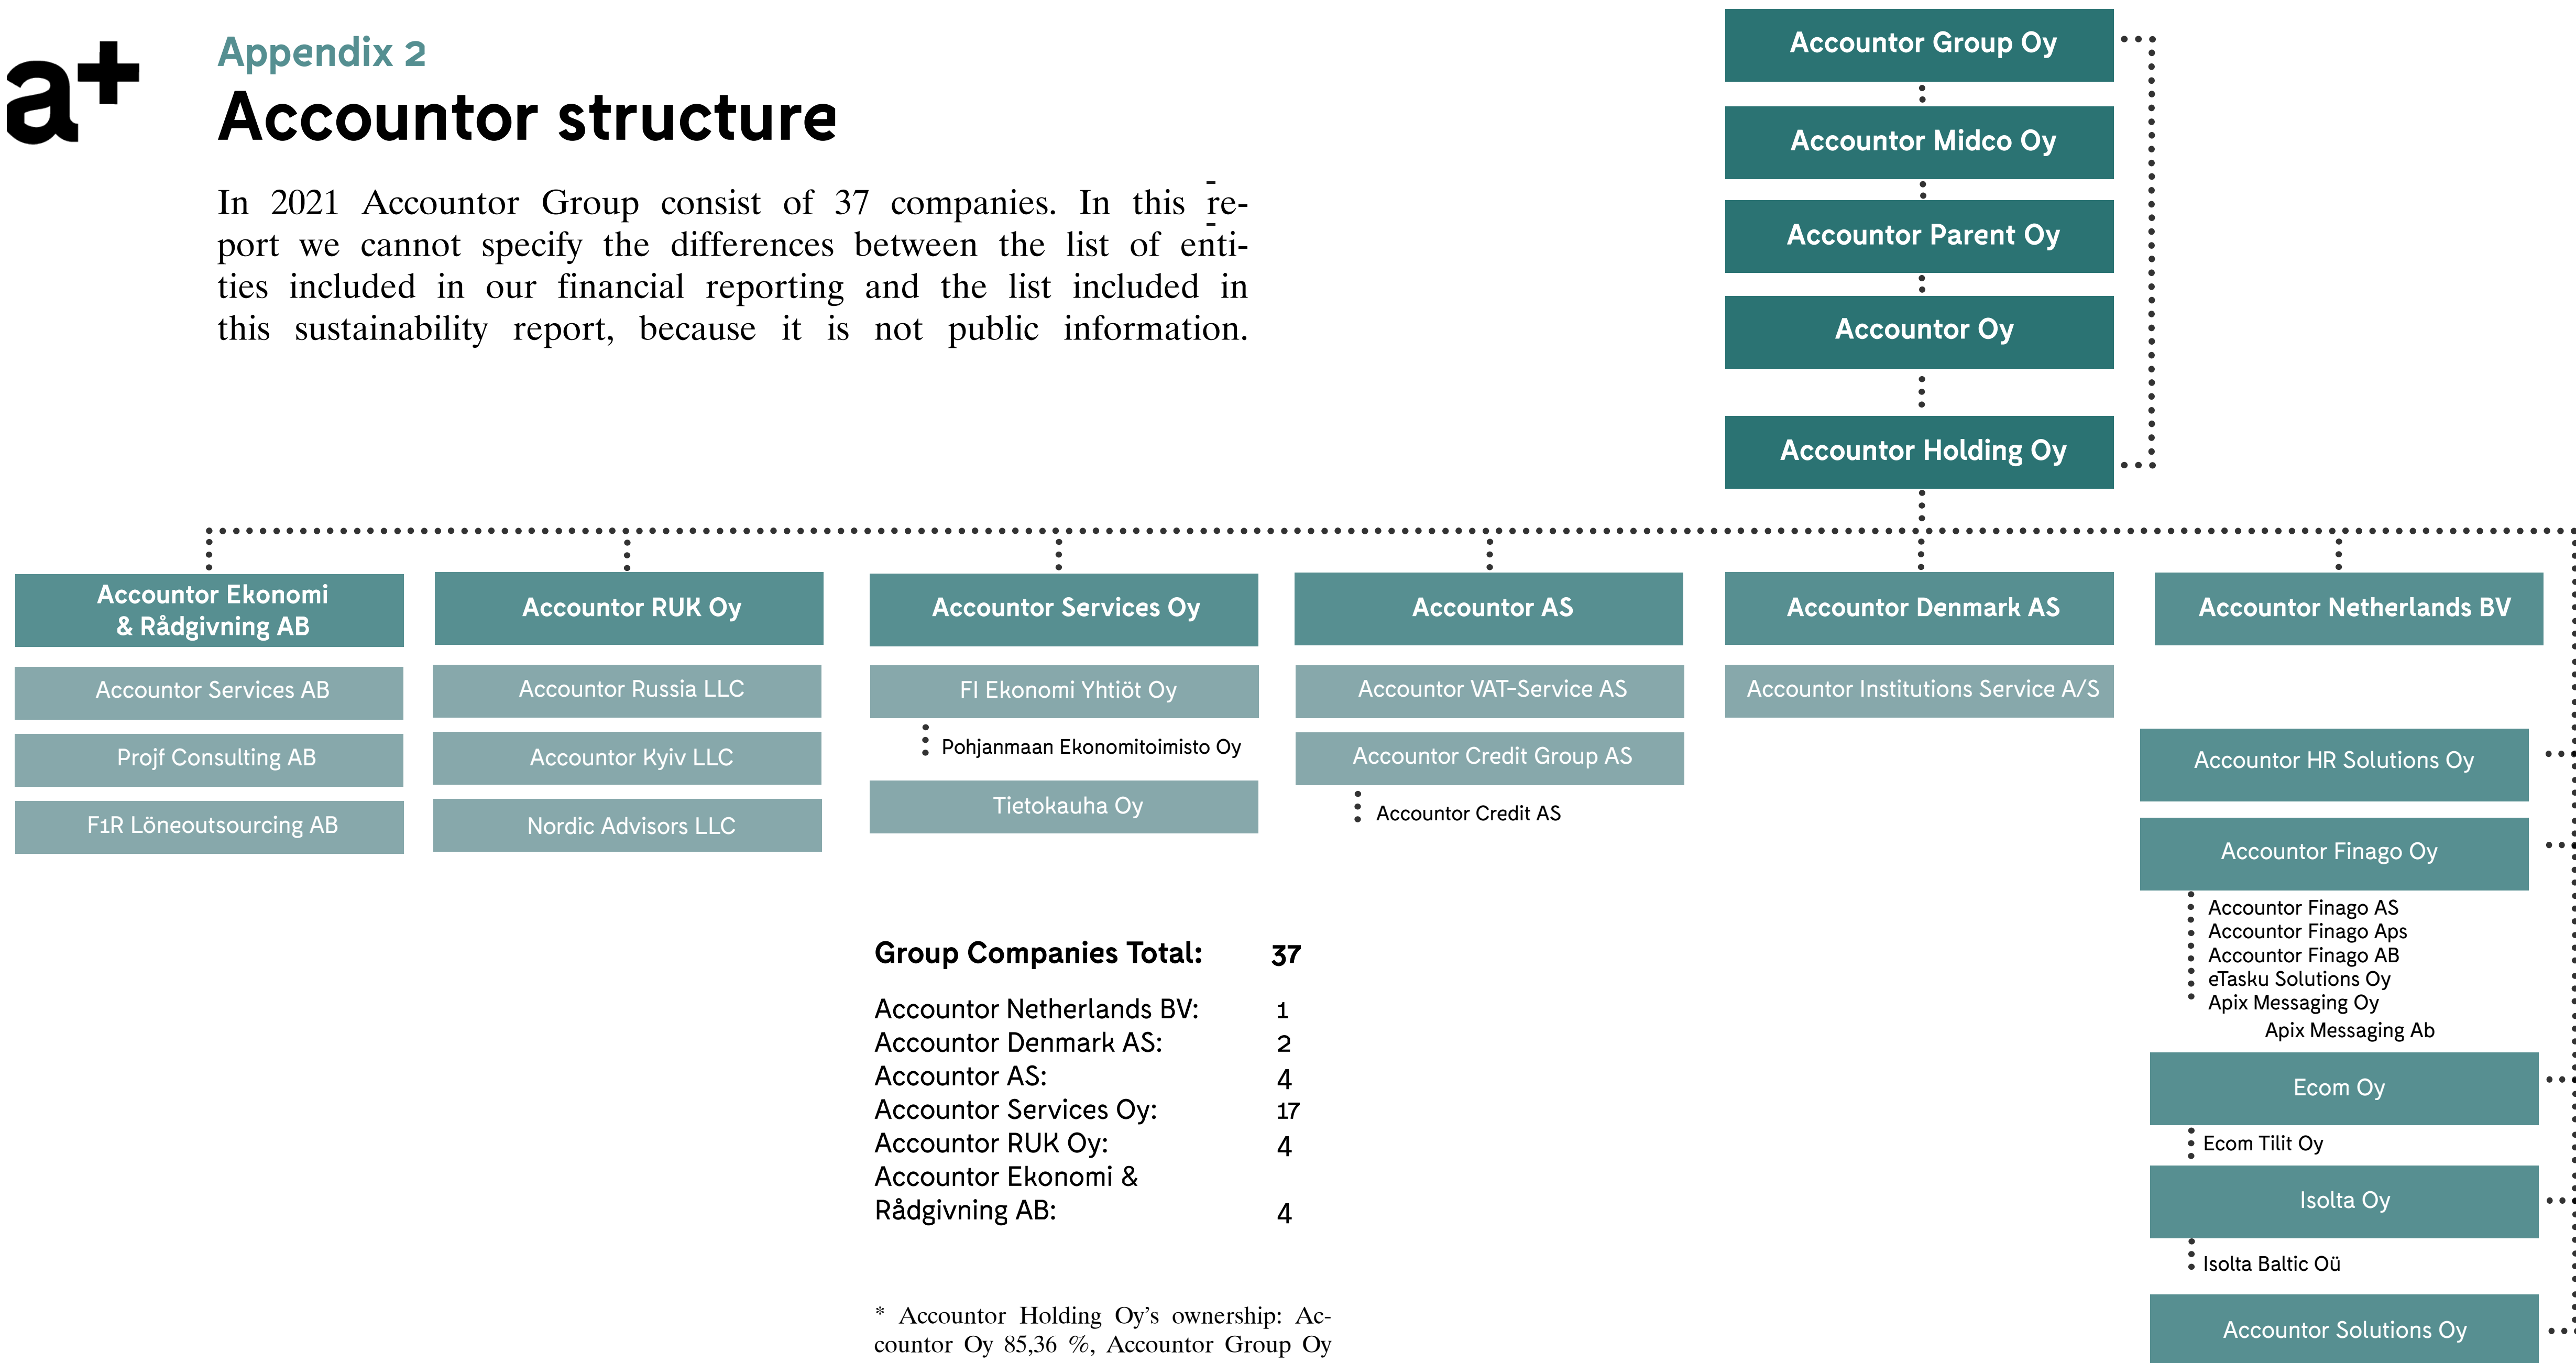 a+
Appendix 2
Accountor structure
In 2021 Accountor Group consist of 37 companies. In this re-
port we cannot specify the differences between the list of enti-
ties included in our financial reporting and the list included in
this sustainability report, because it is not public information.
Accountor Group Oy
Accountor Midco Oy
Accountor Parent Oy
Accountor Oy
Accountor Holding Oy
Accountor Ekonomi
& Rådgivning AB
Accountor Services AB
Projf Consulting AB
F1R Löneoutsourcing AB
Accountor RUK Oy
Accountor Russia LLC
Accountor Kyiv LLC
Nordic Advisors LLC
Accountor Services Oy
FI Ekonomi Yhtiöt Oy
Pohjanmaan Ekonomitoimisto Oy
Tietokauha Oy
Accountor AS
Accountor VAT-Service AS
Accountor Credit Group AS
Accountor Credit AS
Accountor Denmark AS
Accountor Institutions Service A/S
Accountor Netherlands BV
Accountor HR Solutions Oy
Accountor Finago Oy
Accountor Finago AS
Accountor Finago Aps
Accountor Finago AB
eTasku Solutions Oy
Apix Messaging Oy
Apix Messaging Ab
Ecom Oy
Ecom Tilit Oy
Isolta Oy
Isolta Baltic Oü
Accountor Solutions Oy
Group Companies Total: 37
Accountor Netherlands BV: 1
Accountor Denmark AS: 2
Accountor AS: 4
Accountor Services Oy: 17
Accountor RUK Oy: 4
Accountor Ekonomi &
Rådgivning AB: 4
* Accountor Holding Oy's ownership: Ac-
countor Oy 85,36 %, Accountor Group Oy